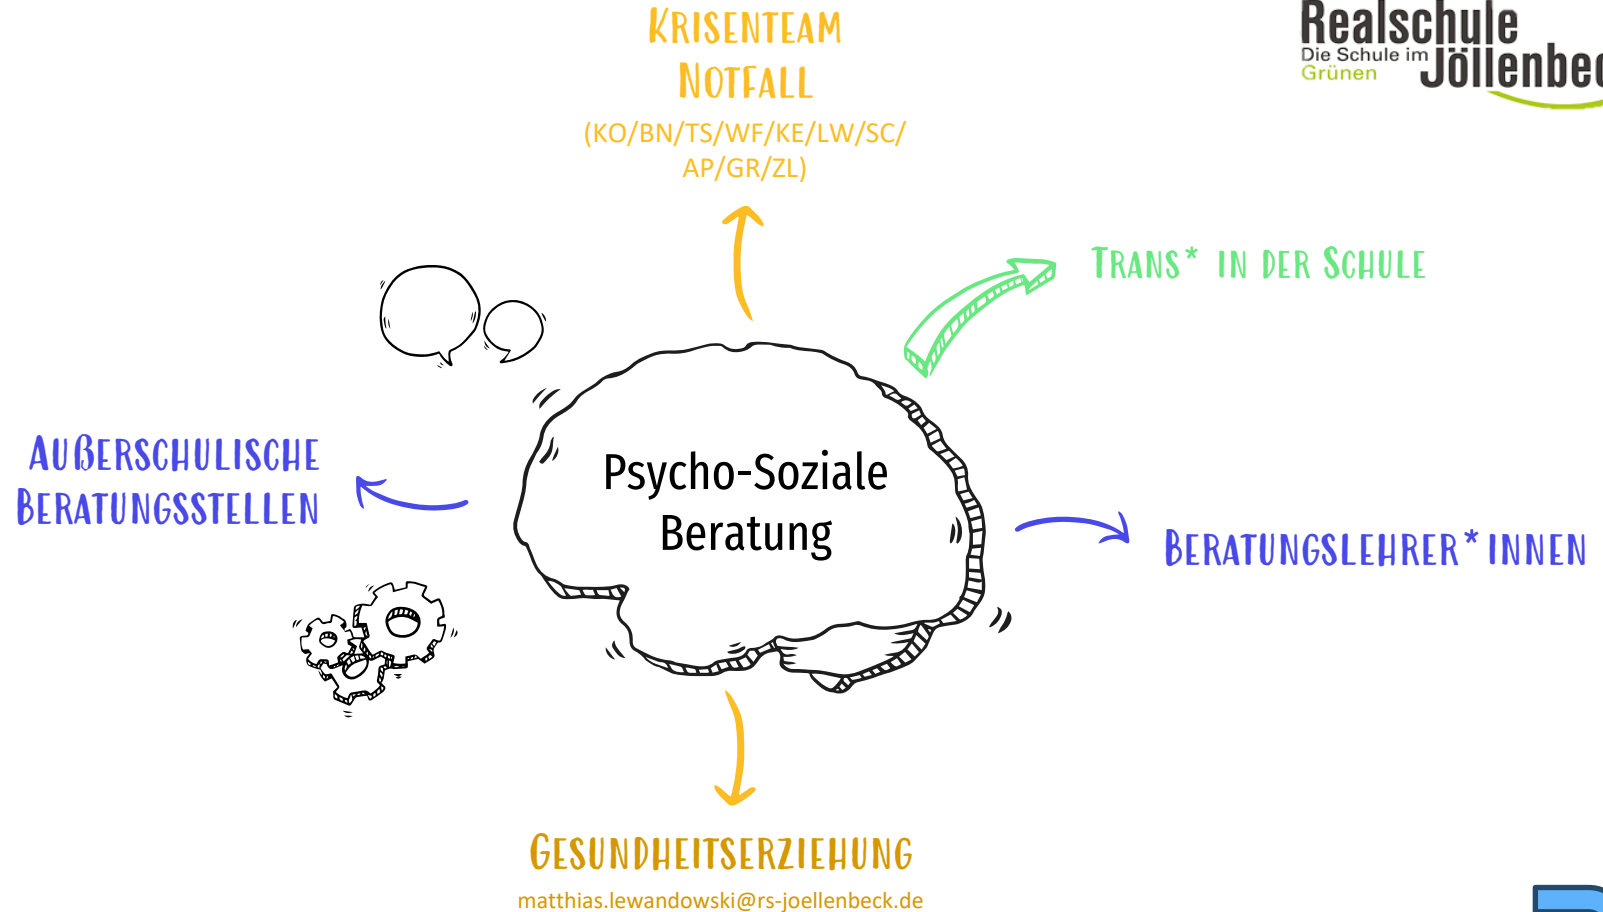 Krisenteam
Notfall
(KO/BN/TS/WF/KE/LW/SC/
AP/GR/ZL)
Realschule
Die Schule im
Grünen
Jöllenbec
Trans* in der Schule
Außerschulische
Beratungsstellen
Psycho-Soziale
Beratung
Beratungslehrer*innen
Gesundheitserziehung
matthias.lewandowski@rs-joellenbeck.de